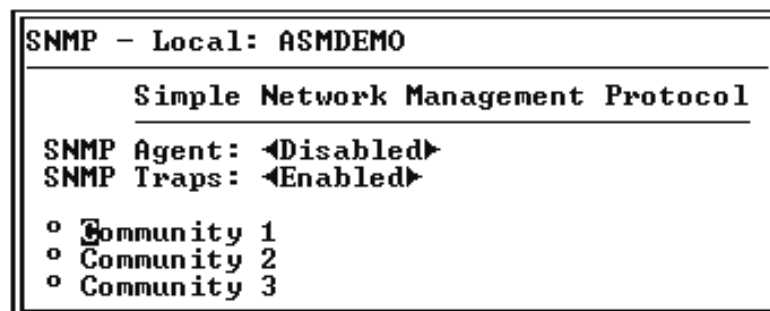 SNMP - Local: ASMDEMO
Simple Network Management Protocol
SNMP Agent: ◄Disabled►
SNMP Traps: ◄Enabled►
° Community 1
° Community 2
° Community 3